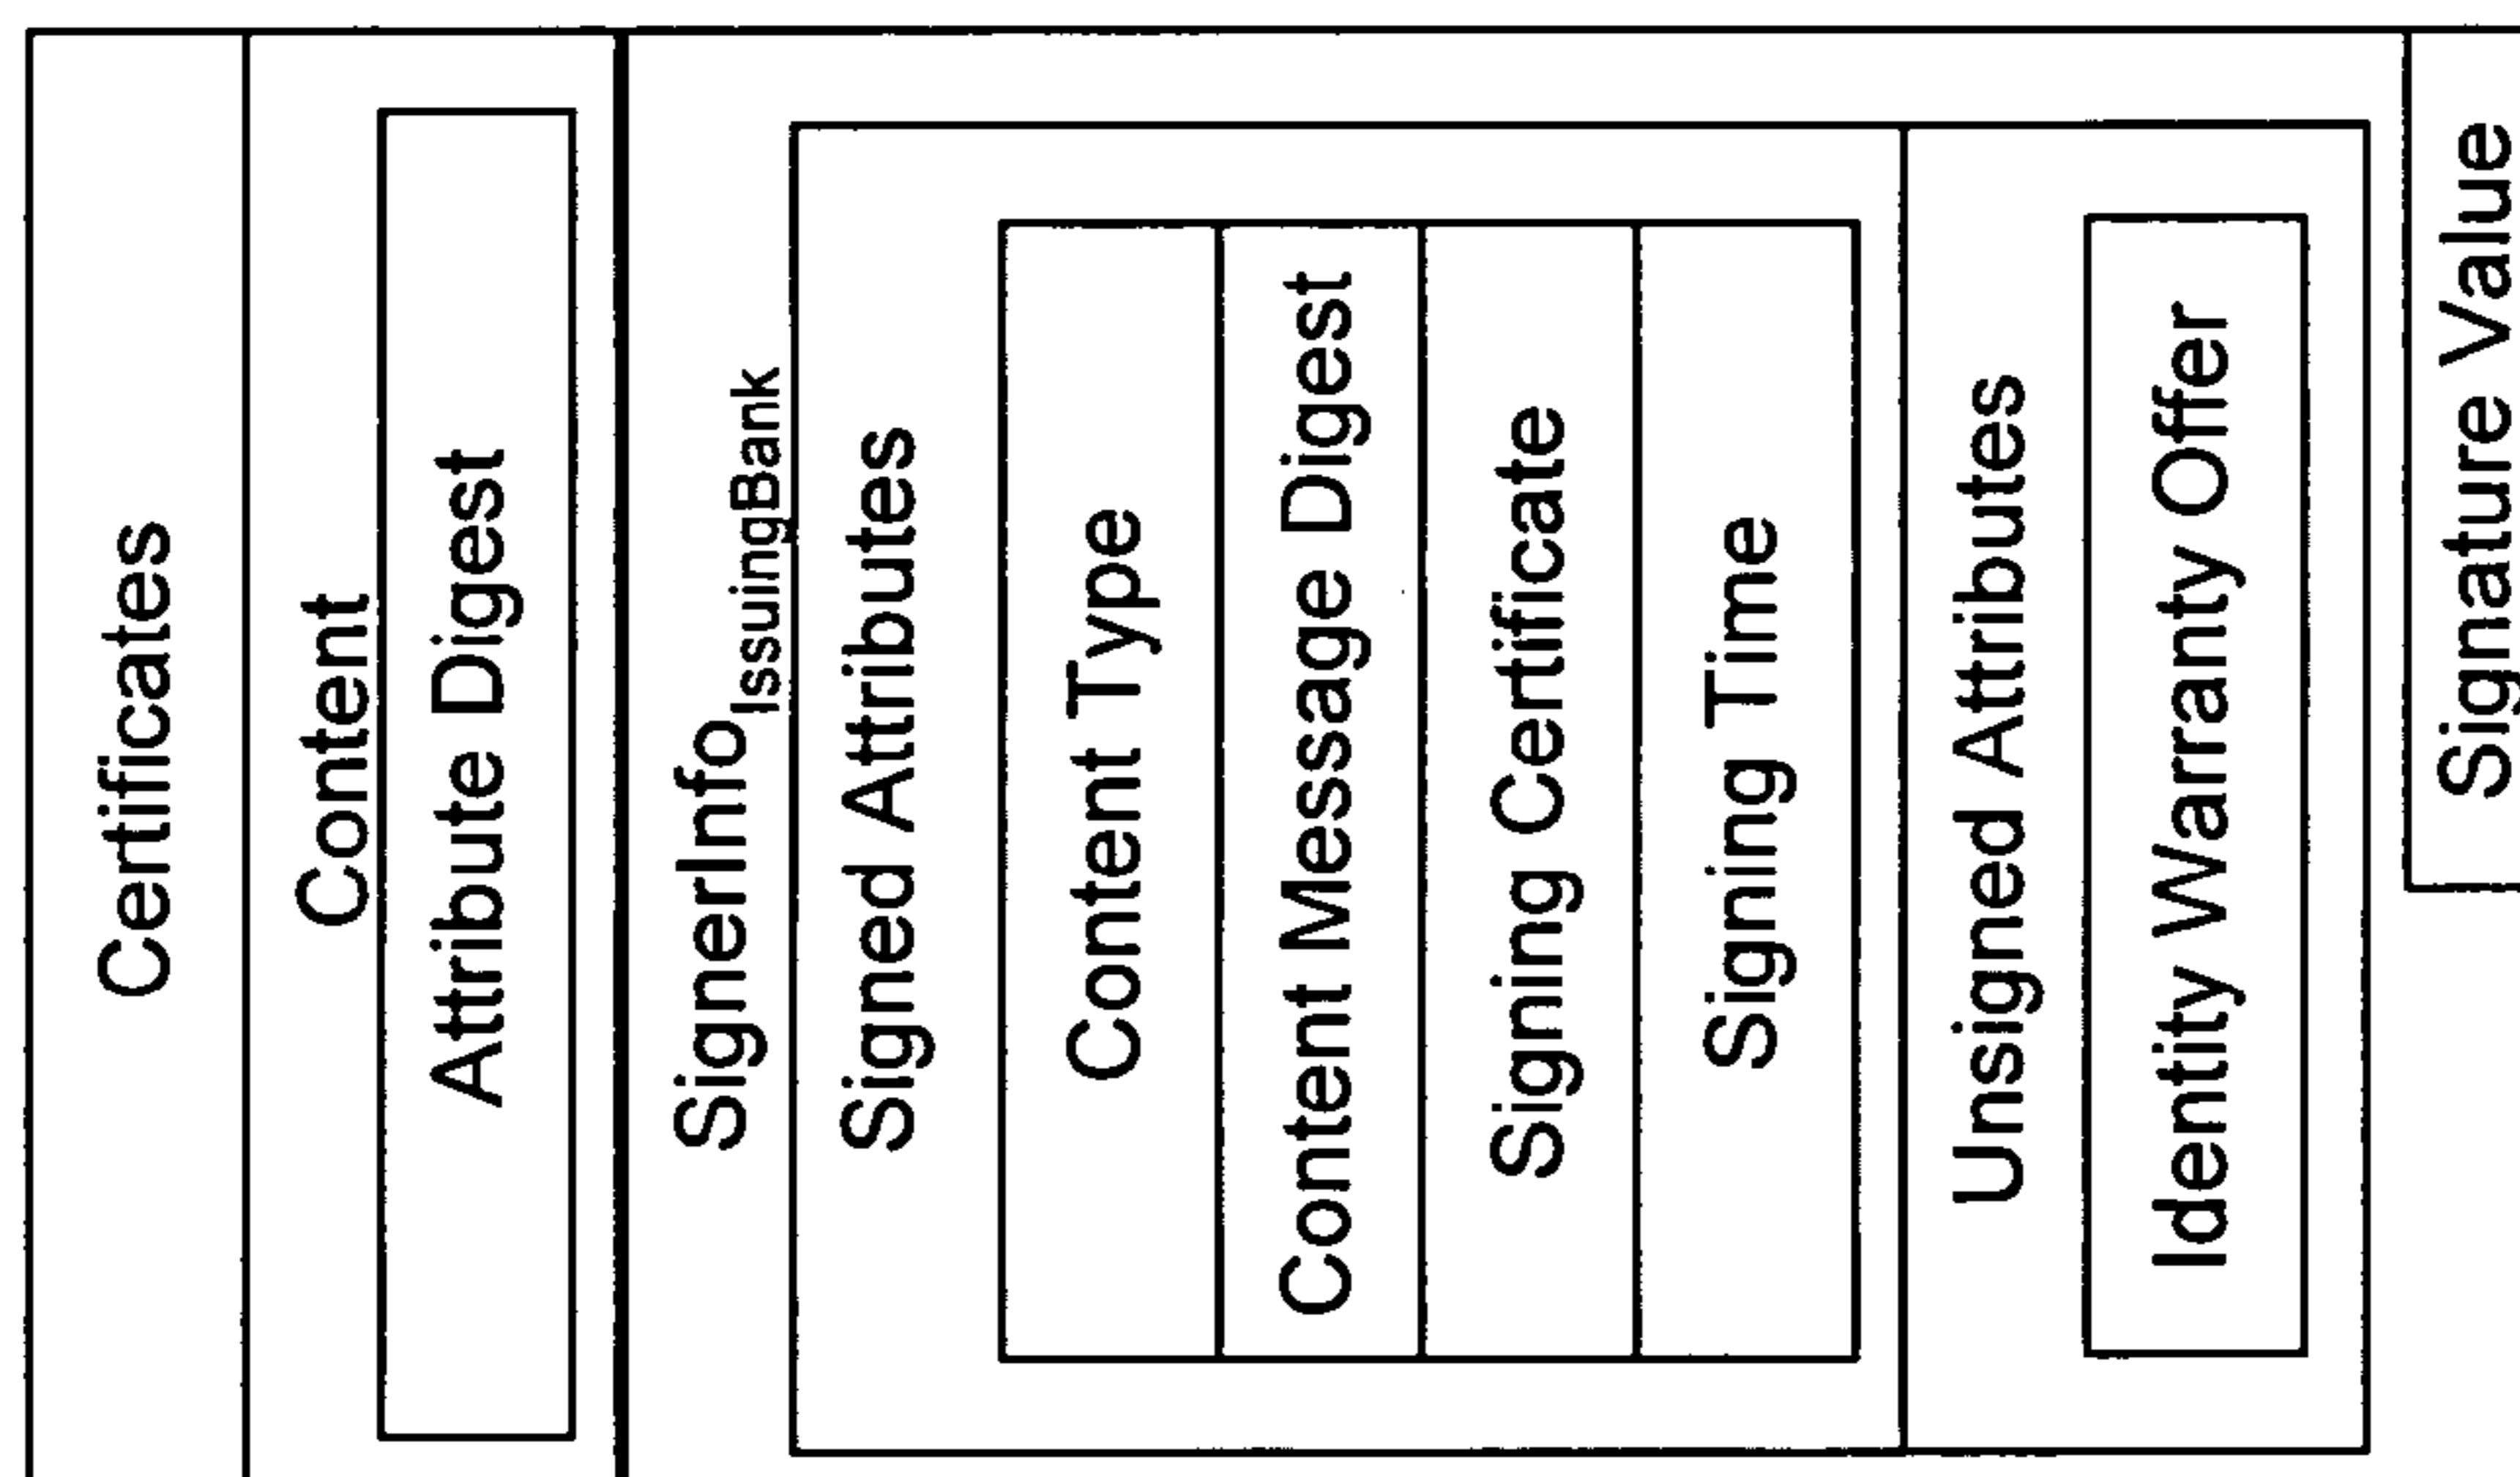 Certificates
Content
Attribute Digest
SignerInfo IssuingBank
Signed Attributes
Content Type
Content Message Digest
Signing Certificate
Signing Time
Unsigned Attributes
Identity Warranty Offer
Signature Value